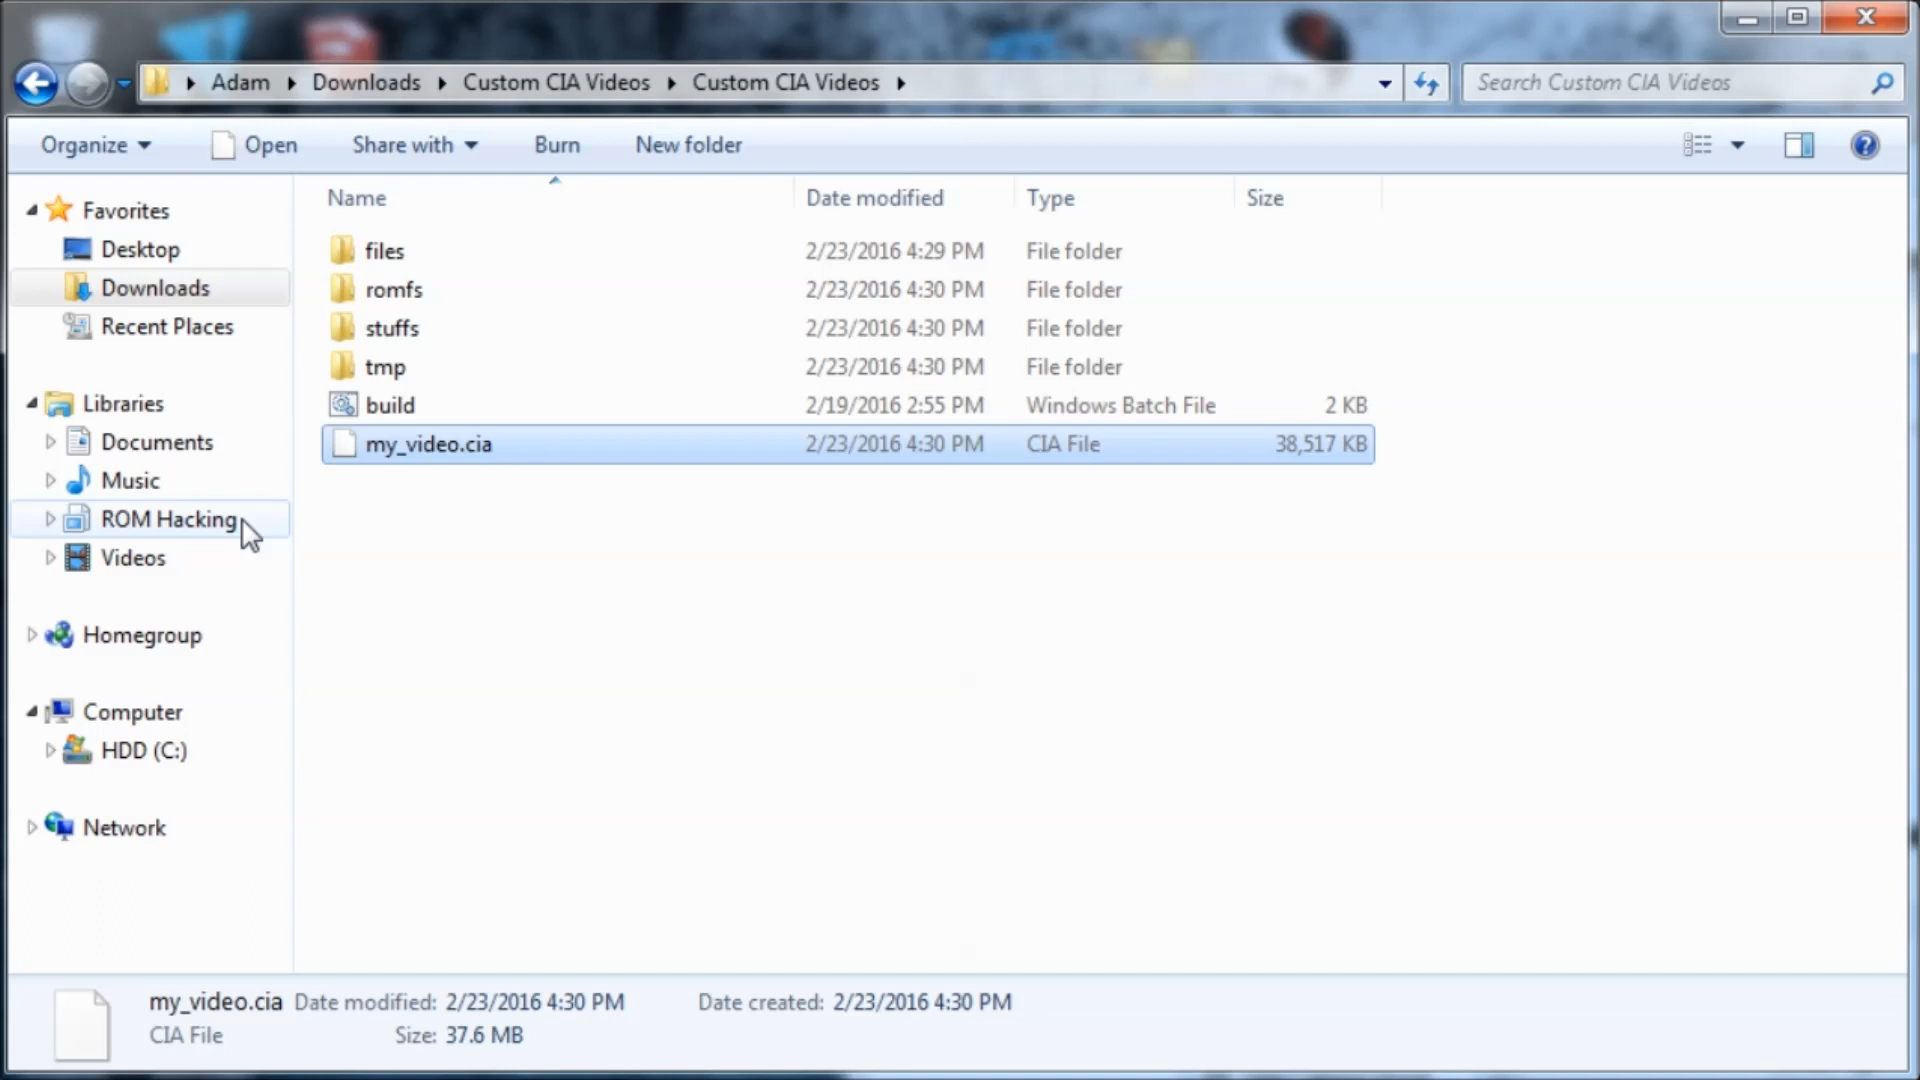 Adam Downloads Custom CIA Videos Custom CIA Videos
Search Custom CIA Videos
Organize Open Share with Burn New folder
Name Date modified Type Size
Favorites
Desktop
Downloads
Recent Places
Libraries
Documents
Music
ROM Hacking
Videos
Homegroup
Computer
HDD (C:)
Network
files 2/23/2016 4:29 PM File folder
romfs 2/23/2016 4:30 PM File folder
stuffs 2/23/2016 4:30 PM File folder
tmp 2/23/2016 4:30 PM File folder
build 2/19/2016 2:55 PM Windows Batch File 2 KB
my_video.cia 2/23/2016 4:30 PM CIA File 38,517 KB
my_video.cia Date modified: 2/23/2016 4:30 PM Date created: 2/23/2016 4:30 PM
CIA File Size: 37.6 MB